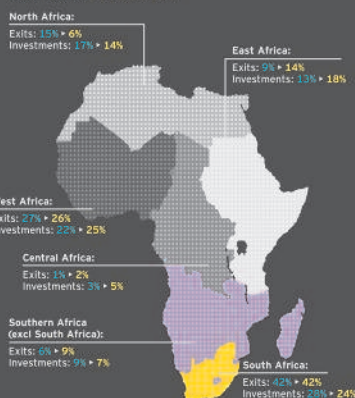 North Africa:
Exits: 15% ▸ 6%
Investments: 17% ▸ 14%
East Africa:
Exits: 9% ▸ 14%
Investments: 13% ▸ 18%
est Africa:
xits: 27% ▸ 26%
vestments: 22% ▸ 25%
Central Africa:
Exits: 1% ▸ 2%
Investments: 3% ▸ 5%
Southern Africa
(excl South Africa):
Exits: 6% ▸ 9%
Investments: 9% ▸ 7%
South Africa:
Exits: 42% ▸ 42%
Investments: 28% ▸ 24%